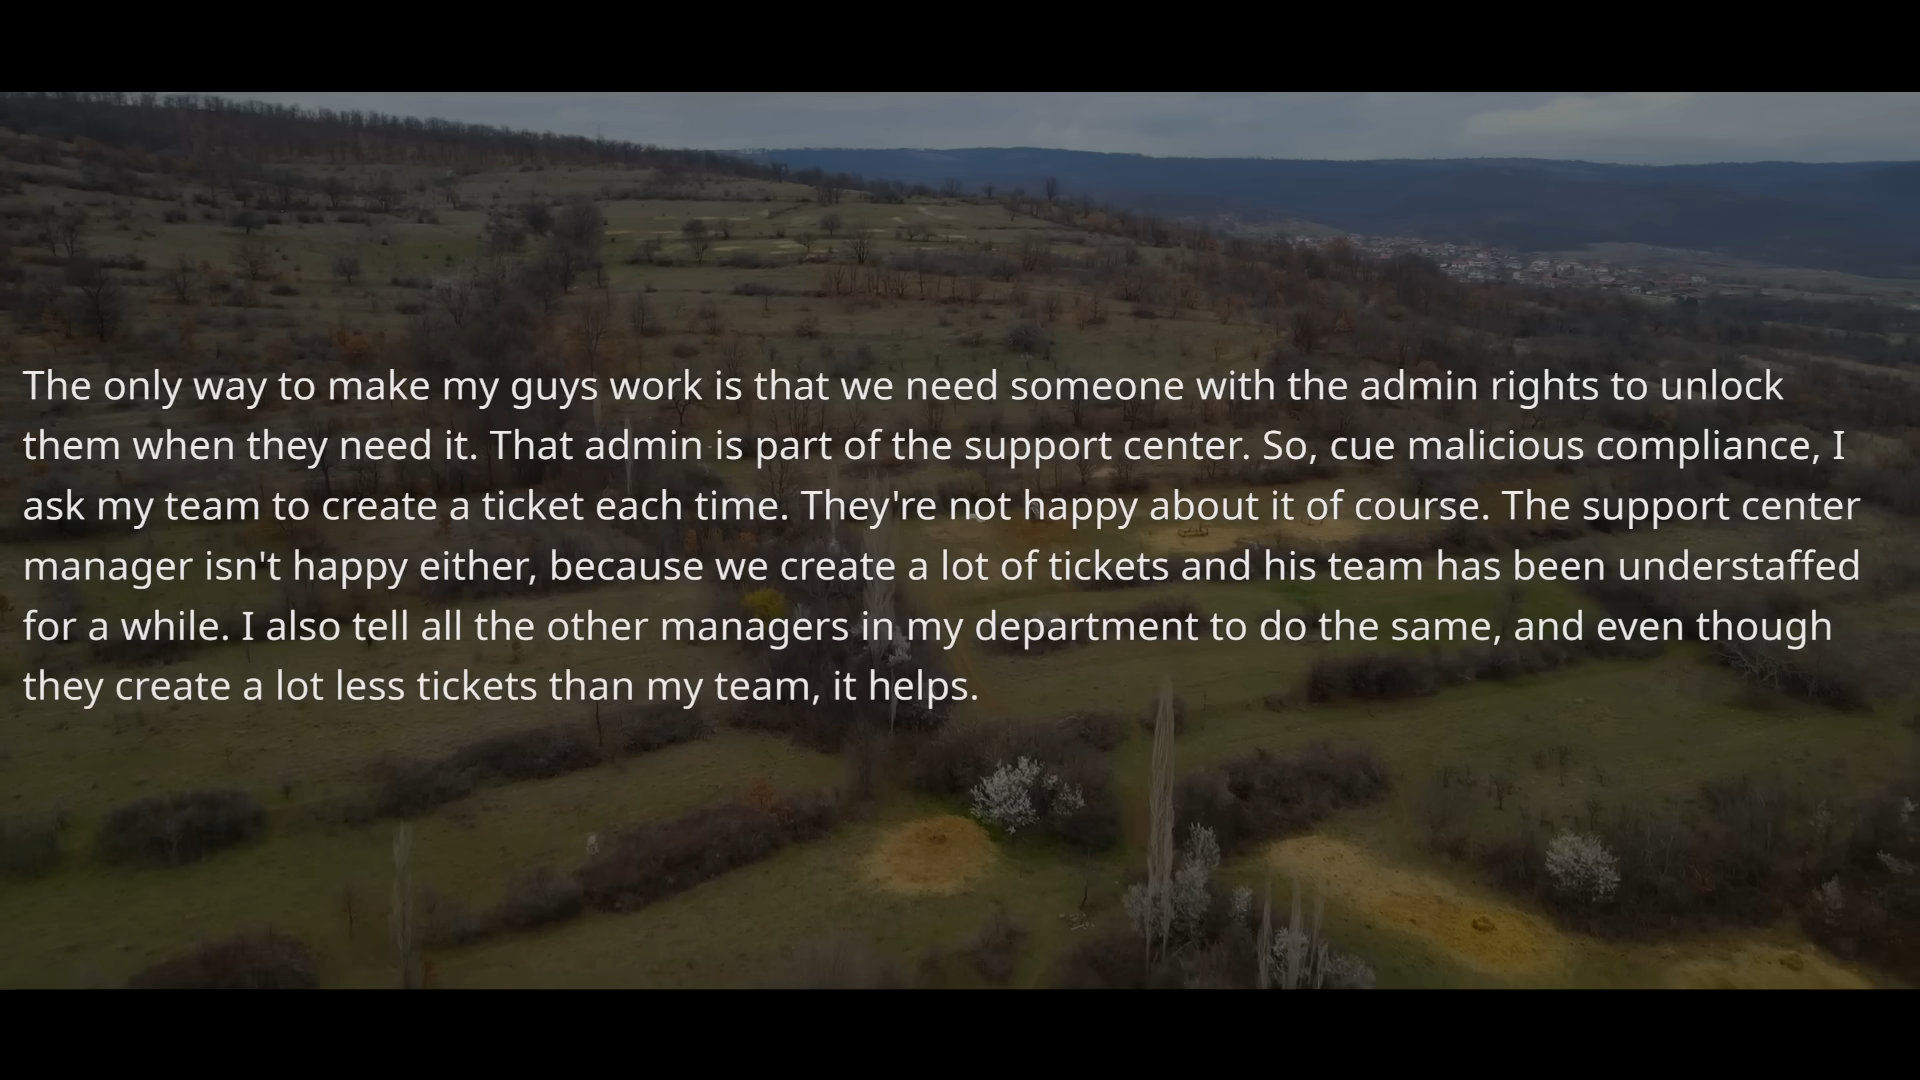 The only way to make my guys work is that we need someone with the admin rights to unlock
them when they need it. That admin is part of the support center. So, cue malicious compliance, I
ask my team to create a ticket each time. They're not happy about it of course. The support center
manager isn't happy either, because we create a lot of tickets and his team has been understaffed
for a while. I also tell all the other managers in my department to do the same, and even though
they create a lot less tickets than my team, it helps.